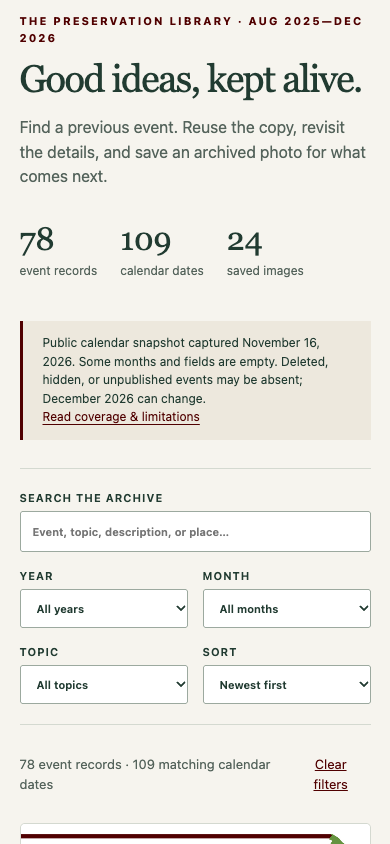 THE PRESERVATION LIBRARY · AUG 2025—DEC
2026
Good ideas, kept alive.
Find a previous event. Reuse the copy, revisit
the details, and save an archived photo for what
comes next.
78 109 24
event records calendar dates saved images
Public calendar snapshot captured November 16,
2026. Some months and fields are empty. Deleted,
hidden, or unpublished events may be absent;
December 2026 can change.
Read coverage & limitations
SEARCH THE ARCHIVE
Event, topic, description, or place...
YEAR MONTH
All years All months
TOPIC SORT
All topics Newest first
78 event records · 109 matching calendar Clear
dates filters